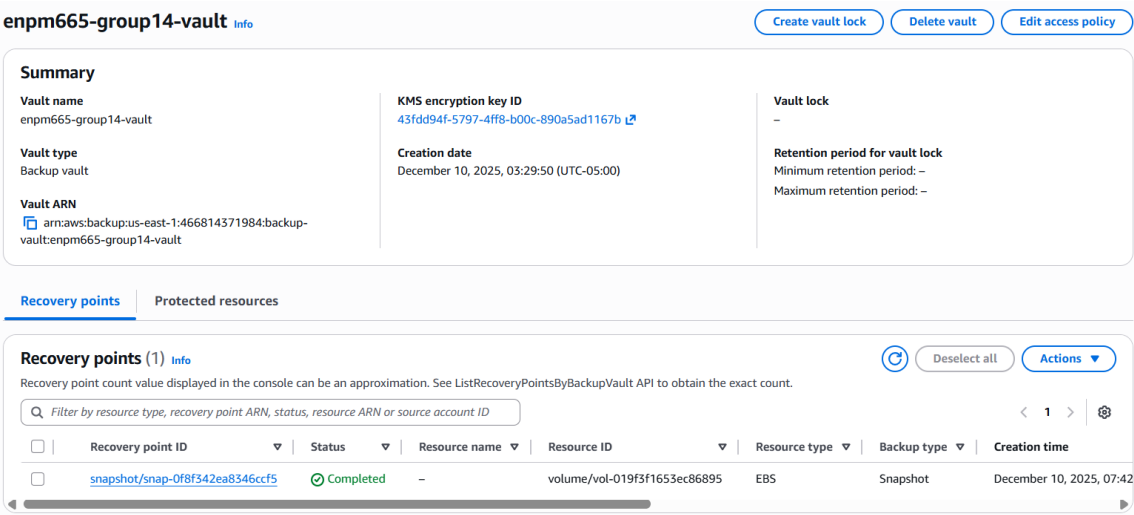 enpm665-group14-vault Info
Create vault lock
Delete vault
Edit access policy
Summary
Vault name
enpm665-group14-vault
Vault type
Backup vault
Vault ARN
arn:aws:backup:us-east-1:466814371984:backup-
vault:enpm665-group14-vault
KMS encryption key ID
43fdd94f-5797-4ff8-b00c-890a5ad1167b
Creation date
December 10, 2025, 03:29:50 (UTC-05:00)
Vault lock
–
Retention period for vault lock
Minimum retention period: –
Maximum retention period: –
Recovery points
Protected resources
Recovery points (1) Info
Deselect all
Actions
Recovery point count value displayed in the console can be an approximation. See ListRecoveryPointsByBackupVault API to obtain the exact count.
Filter by resource type, recovery point ARN, status, resource ARN or source account ID
1
Recovery point ID Status Resource name Resource ID Resource type Backup type Creation time
snapshot/snap-0f8f342ea8346ccf5 Completed – volume/vol-019f3f1653ec86895 EBS Snapshot December 10, 2025, 07:42